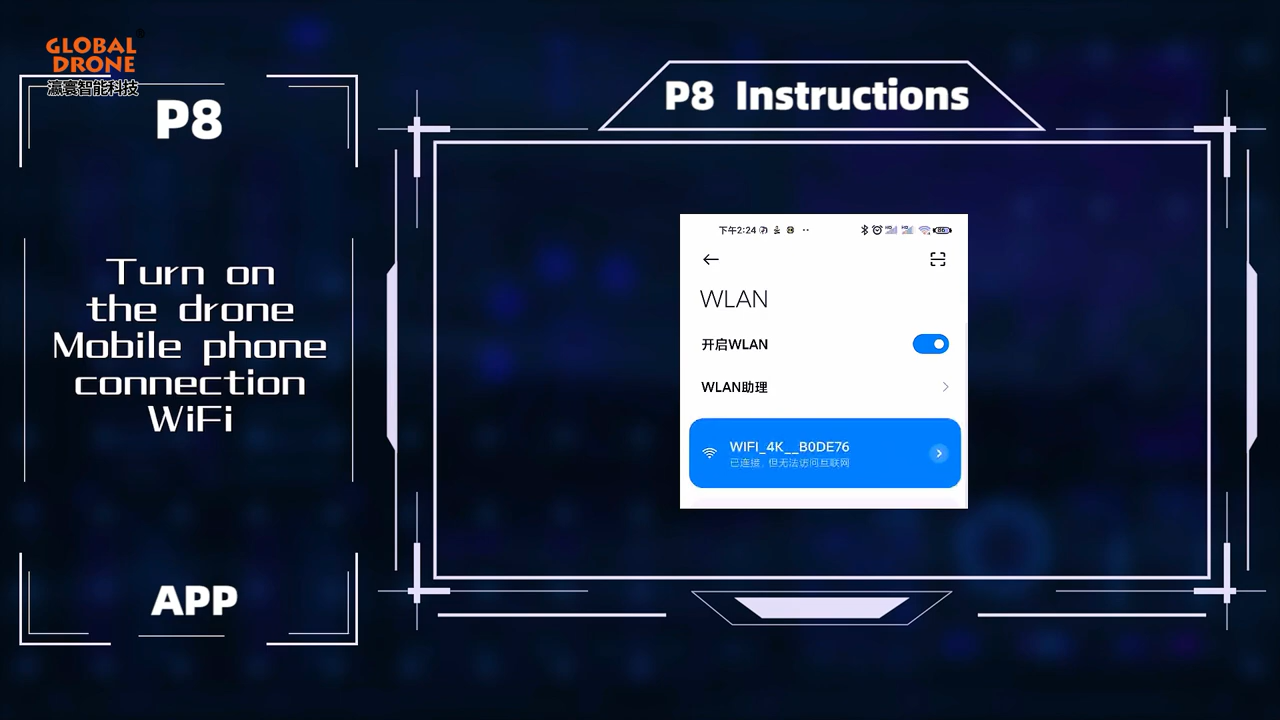 GLOBAL
DRONE
瀛寰智能科技
P8
Turn on
the drone
Mobile phone
connection
WiFi
APP
P8 Instructions
下午2:24
WLAN
开启WLAN
WLAN助理
WIFI_4K__B0DE76
已连接，但无法访问互联网